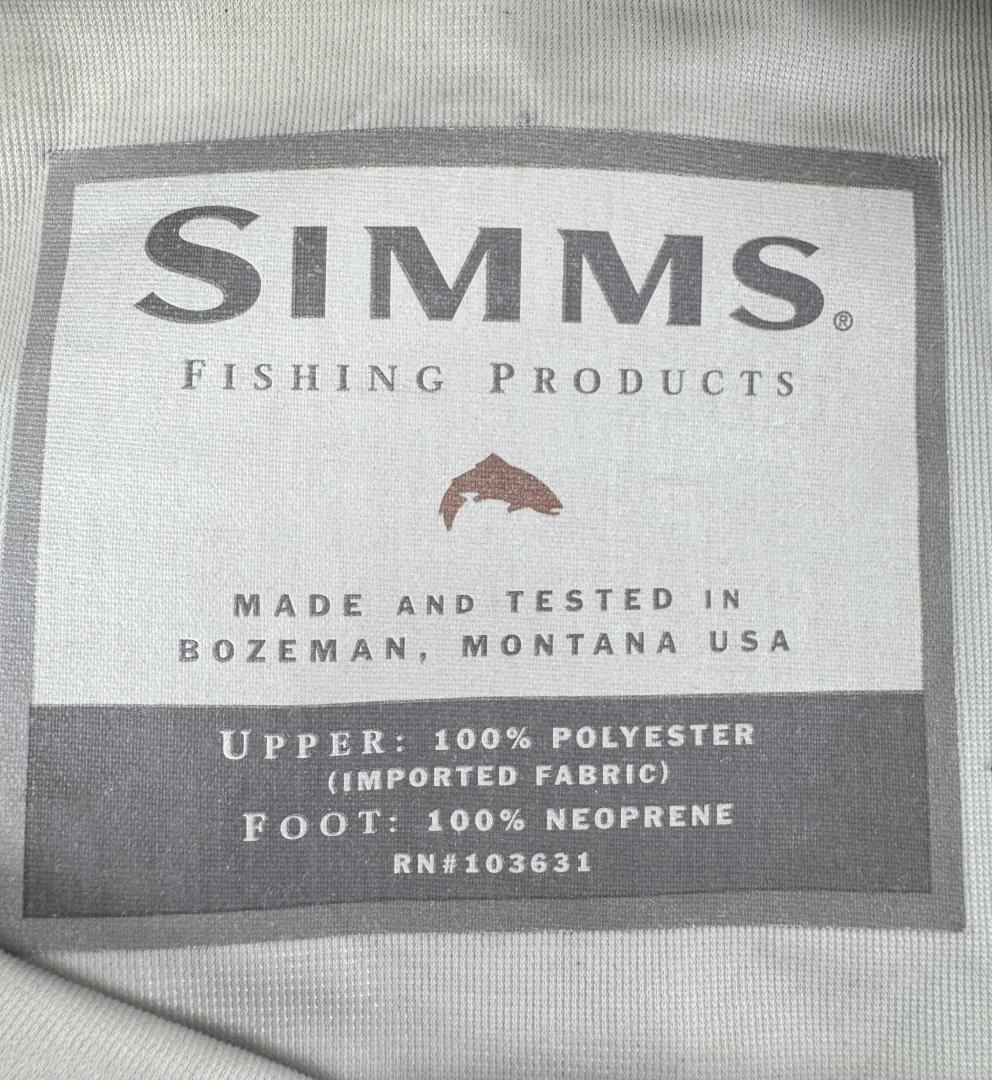 SIMMS®
FISHING PRODUCTS
MADE AND TESTED IN
BOZEMAN, MONTANA USA
UPPER: 100% POLYESTER
(IMPORTED FABRIC)
FOOT: 100% NEOPRENE
RN#103631